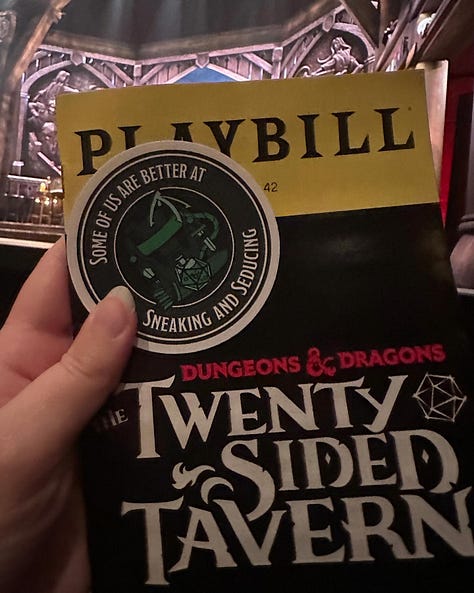 PLAYBILL
SOME OF US ARE BETTER AT
42
SNEAKING AND SEDUCING
DUNGEONS & DRAGONS
THE TWENTY
SIDED
TAVERN